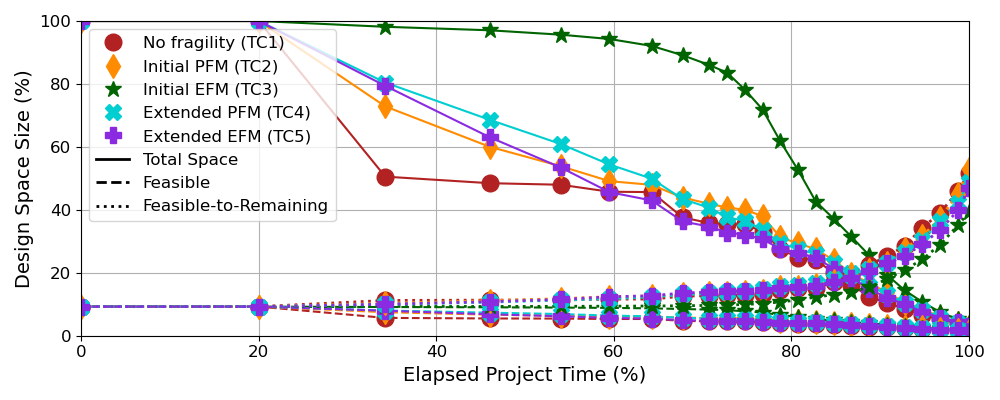 Design Space Size (%)
100
80
60
40
20
0
No fragility (TC1)
Initial PFM (TC2)
Initial EFM (TC3)
Extended PFM (TC4)
Extended EFM (TC5)
Total Space
Feasible
Feasible-to-Remaining
0 20 40 60 80 100
Elapsed Project Time (%)